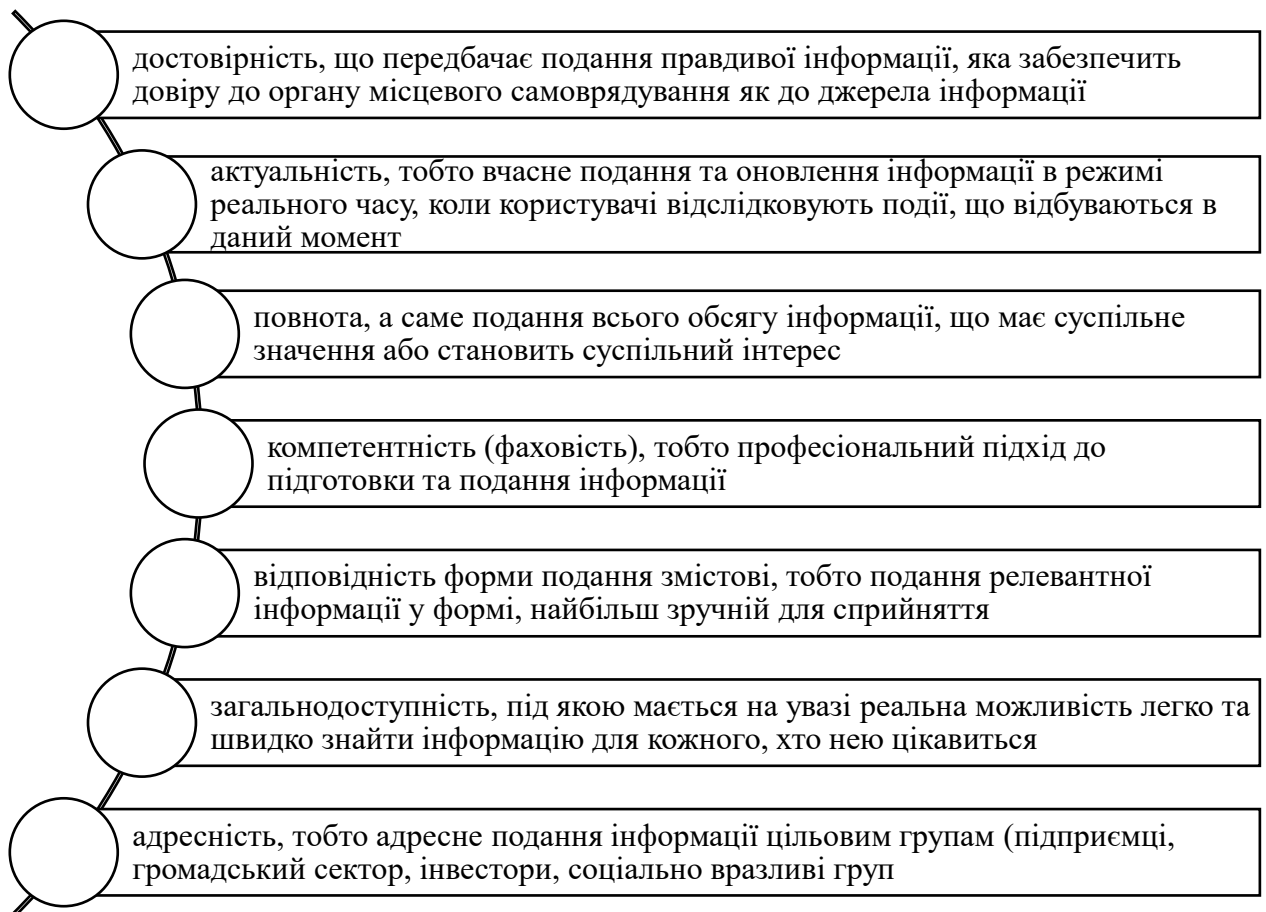 достовірність, що передбачає подання правдивої інформації, яка забезпечить
довіру до органу місцевого самоврядування як до джерела інформації
актуальність, тобто вчасне подання та оновлення інформації в режимі
реального часу, коли користувачі відслідковують події, що відбуваються в
даний момент
повнота, а саме подання всього обсягу інформації, що має суспільне
значення або становить суспільний інтерес
компетентність (фаховість), тобто професіональний підхід до
підготовки та подання інформації
відповідність форми подання змістові, тобто подання релевантної
інформації у формі, найбільш зручній для сприйняття
загальнодоступність, під якою мається на увазі реальна можливість легко та
швидко знайти інформацію для кожного, хто нею цікавиться
адресність, тобто адресне подання інформації цільовим групам (підприємці,
громадський сектор, інвестори, соціально вразливі груп